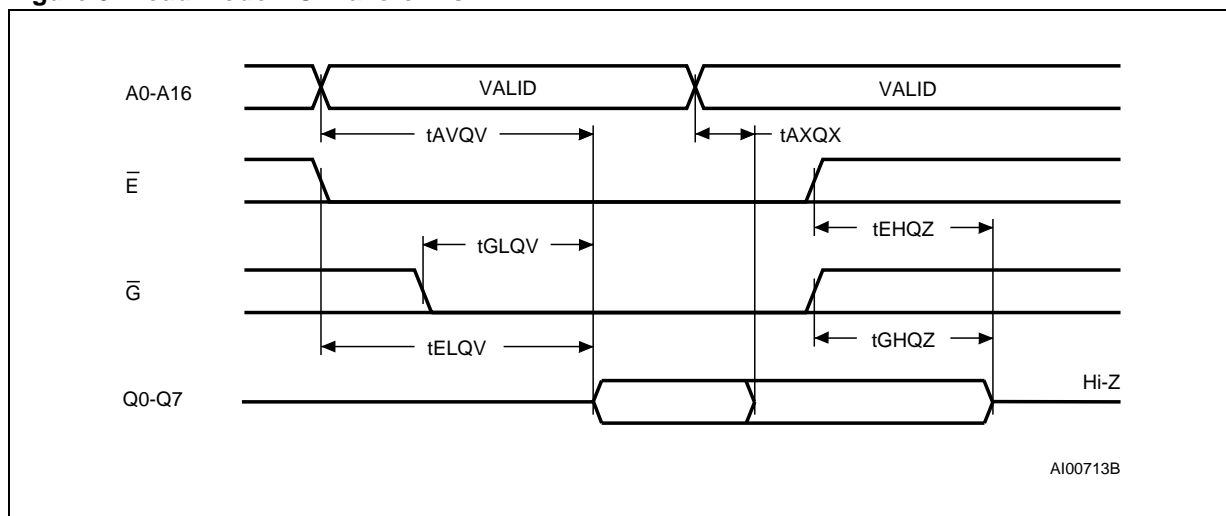 A0-A16
VALID
VALID
tAVQV
tAXQX
E
tEHQZ
tGLQV
G
tGHQZ
tELQV
Q0-Q7
Hi-Z
AI00713B